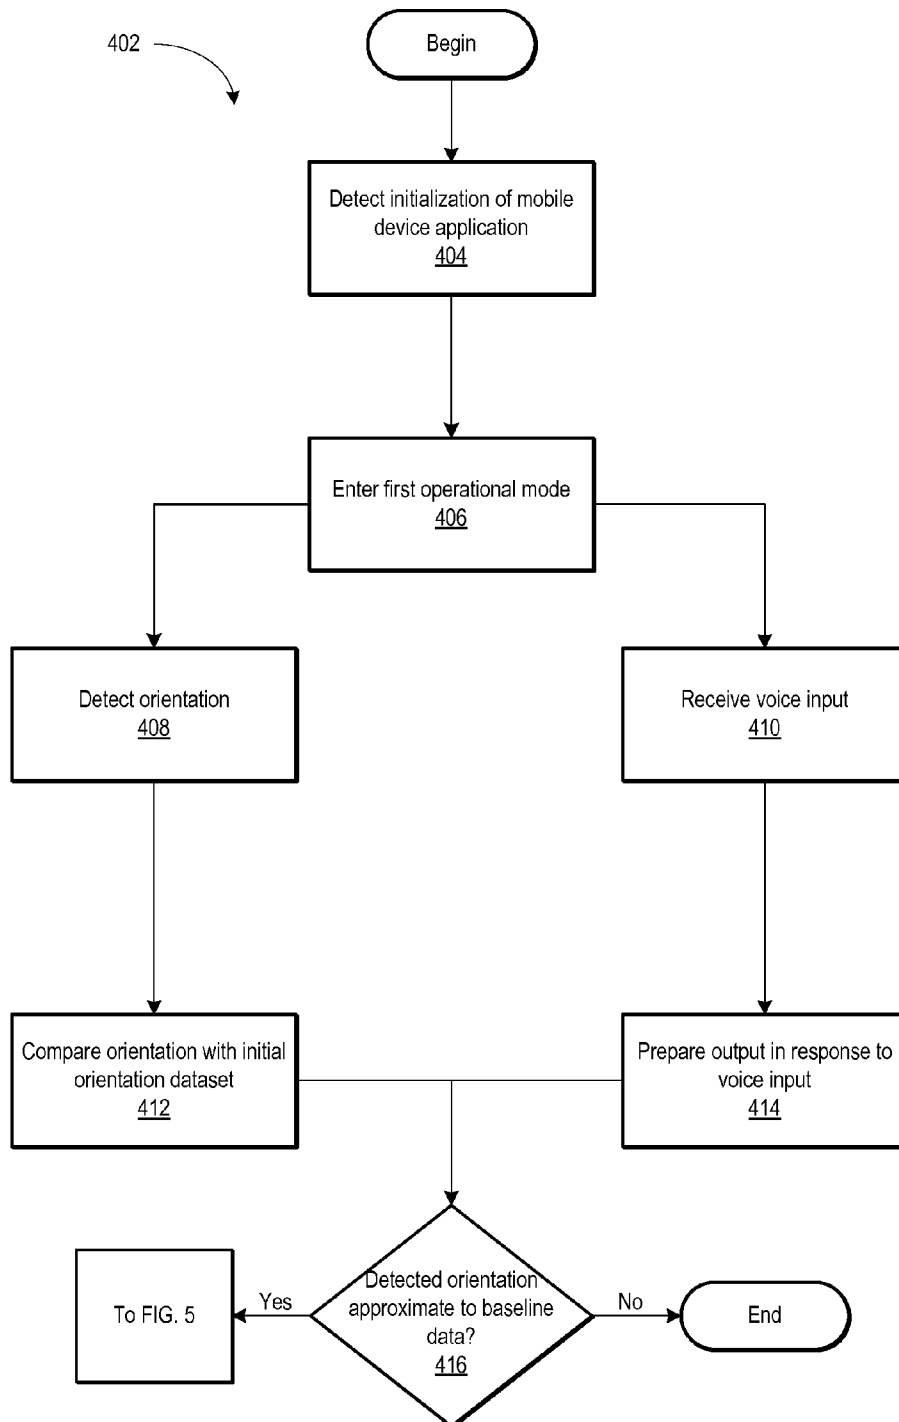 402
Begin
Detect initialization of mobile
device application
404
Enter first operational mode
406
Detect orientation
408
Receive voice input
410
Compare orientation with initial
orientation dataset
412
Prepare output in response to
voice input
414
Detected orientation
approximate to baseline
data?
416
Yes
To FIG. 5
No
End